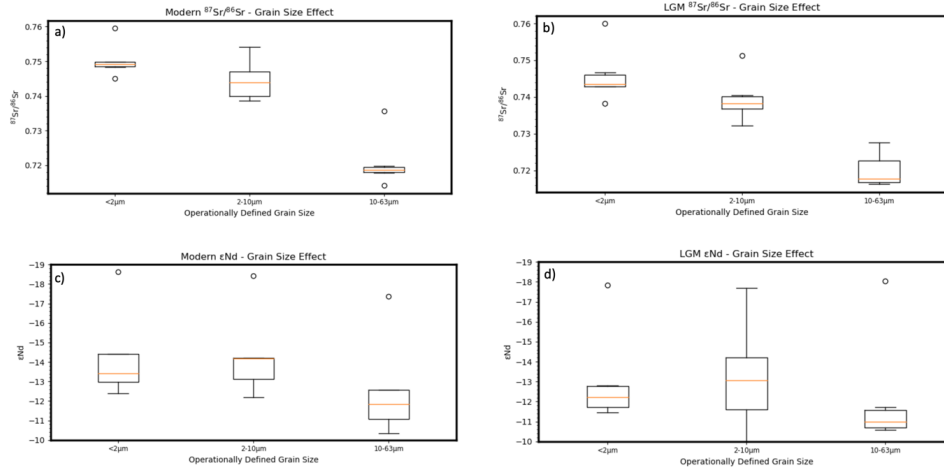 Modern ⁸⁷Sr/⁸⁶Sr - Grain Size Effect
a)
0.76
0.75
0.74
0.73
0.72
⁸⁷Sr/⁸⁶Sr
<2μm
2-10μm
10-63μm
Operationally Defined Grain Size
LGM ⁸⁷Sr/⁸⁶Sr - Grain Size Effect
b)
0.76
0.75
0.74
0.73
0.72
⁸⁷Sr/⁸⁶Sr
<2μm
2-10μm
10-63μm
Operationally Defined Grain Size
Modern εNd - Grain Size Effect
c)
−19
−18
−17
−16
−15
−14
−13
−12
−11
−10
εNd
<2μm
2-10μm
10-63μm
Operationally Defined Grain Size
LGM εNd - Grain Size Effect
d)
−19
−18
−17
−16
−15
−14
−13
−12
−11
−10
εNd
<2μm
2-10μm
10-63μm
Operationally Defined Grain Size